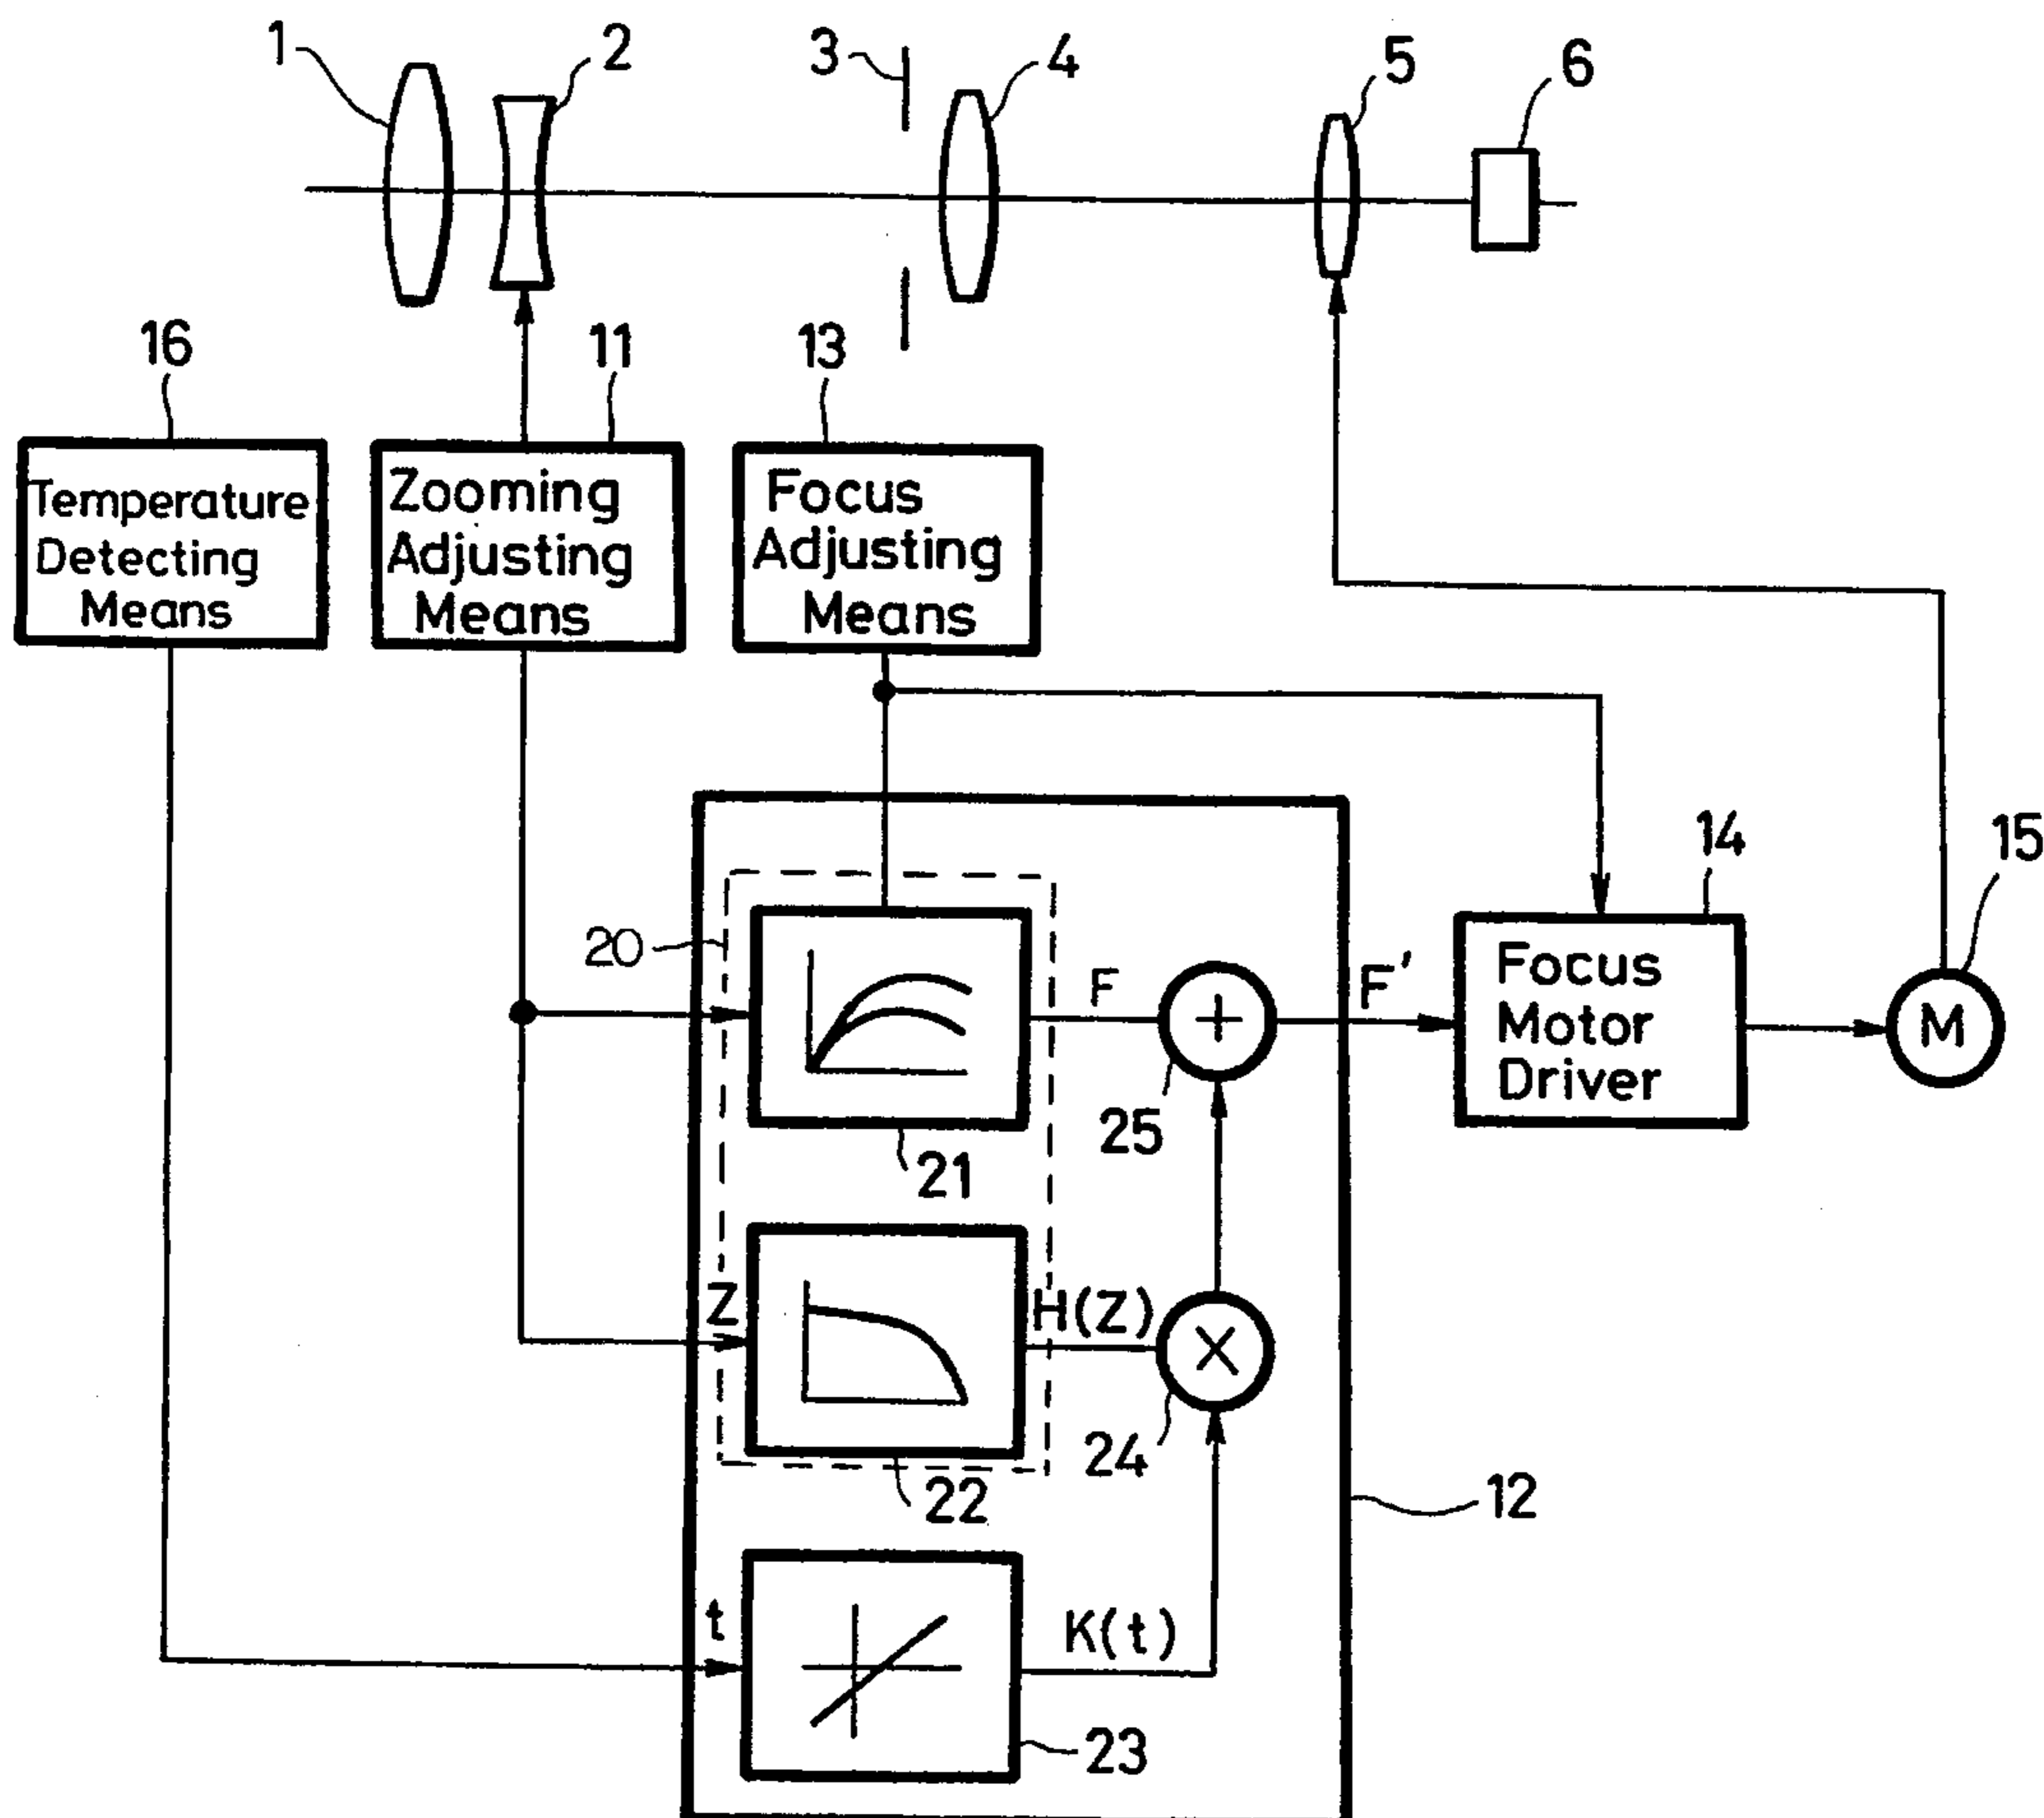 1
2
3
4
5
6
16
11
13
Temperature
Detecting
Means
Zooming
Adjusting
Means
Focus
Adjusting
Means
14
15
20
F
+
F'
Focus
Motor
Driver
M
25
21
Z
H(Z)
×
24
22
12
t
K(t)
23